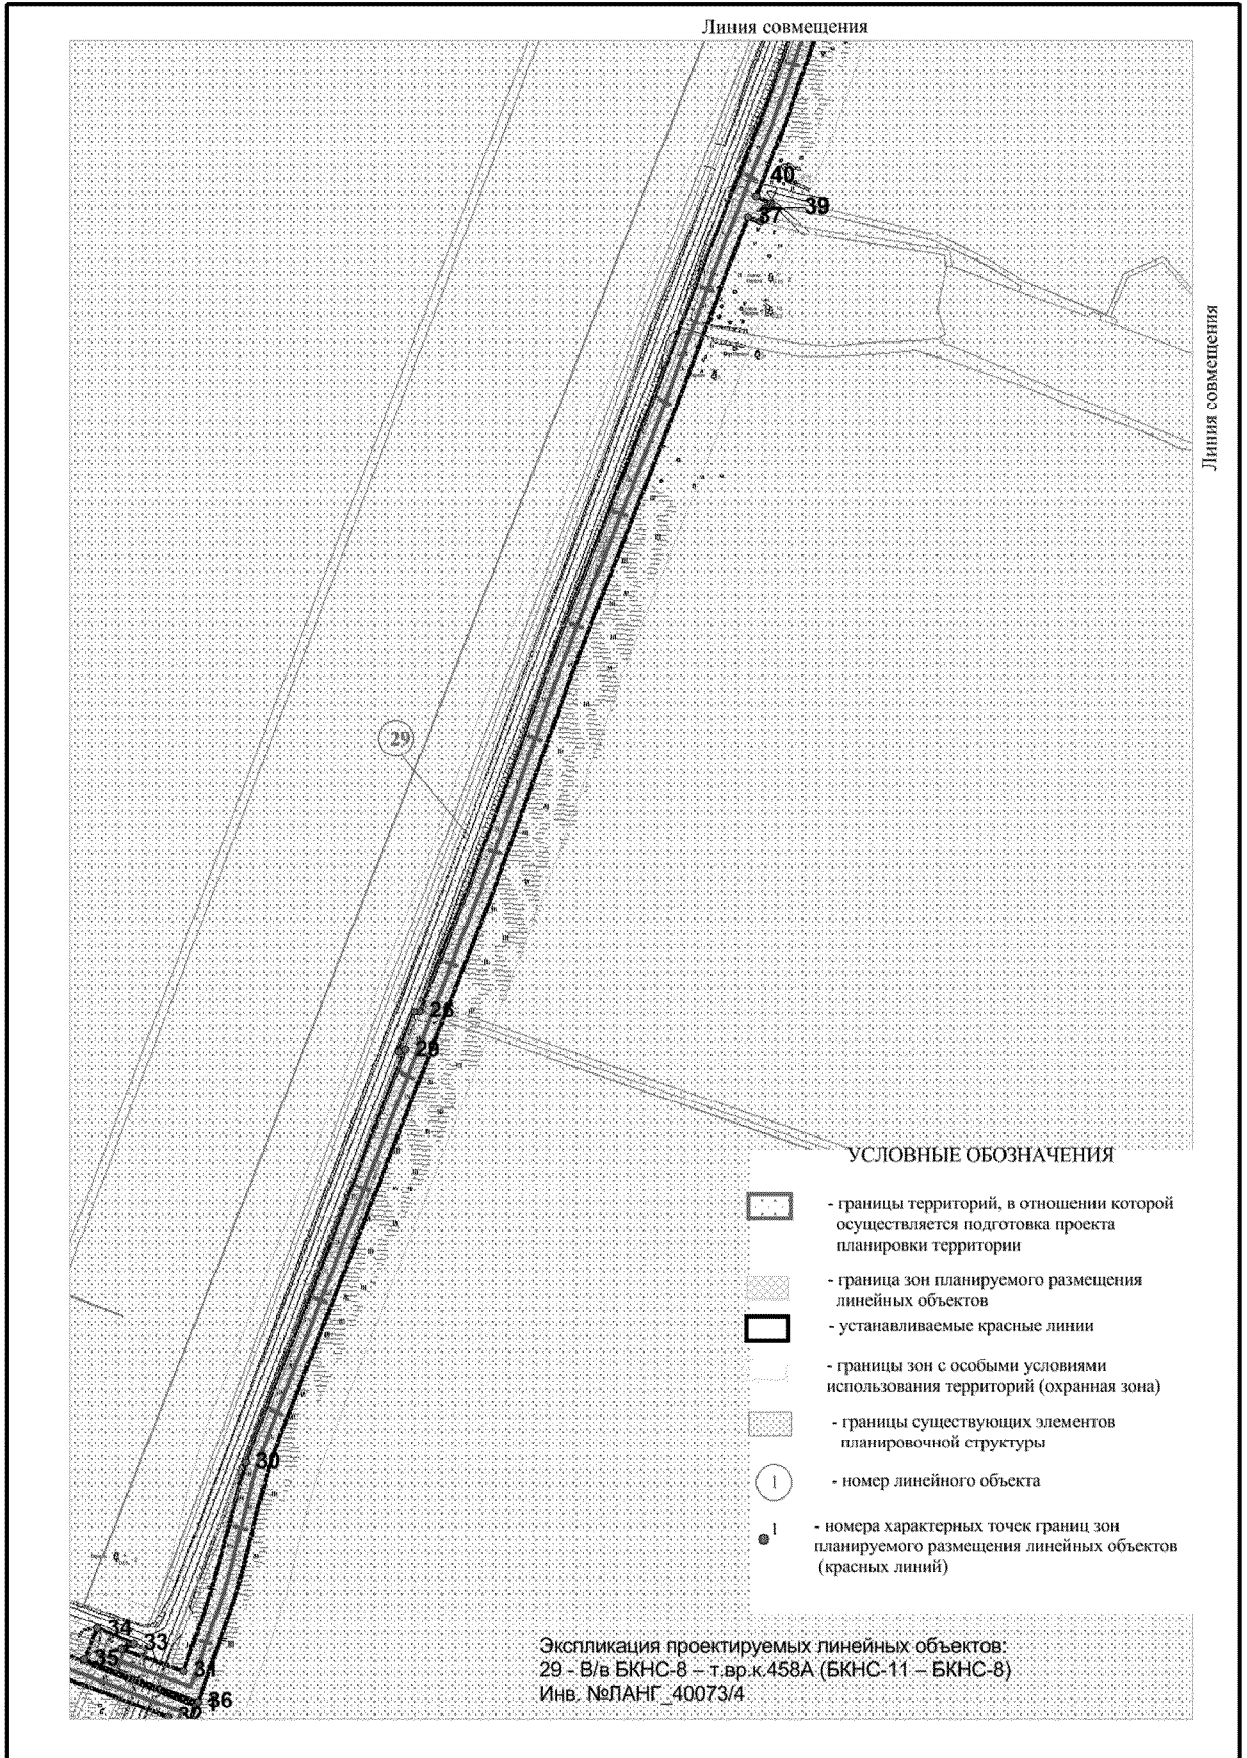 Линия совмещения
40
39
37
Линия совмещения
29
28
29
УСЛОВНЫЕ ОБОЗНАЧЕНИЯ
- границы территорий, в отношении которой
осуществляется подготовка проекта
планировки территории
- граница зон планируемого размещения
линейных объектов
- устанавливаемые красные линии
- границы зон с особыми условиями
использования территорий (охранная зона)
- границы существующих элементов
планировочной структуры
1 - номер линейного объекта
1 - номера характерных точек границ зон
планируемого размещения линейных объектов
(красных линий)
30
34
33
35
31
36
32
Экспликация проектируемых линейных объектов:
29 - В/в БКНС-8 – т.вр.к.458А (БКНС-11 – БКНС-8)
Инв. №ЛАНГ_40073/4